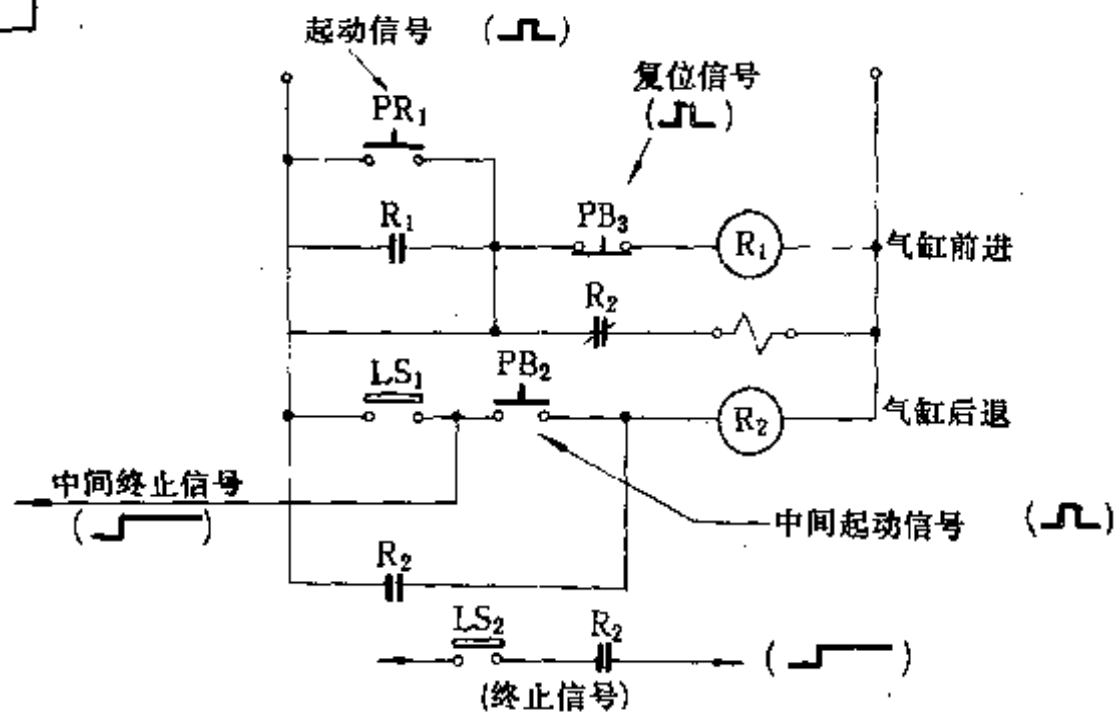 起动信号
复位信号
PR₁
R₁
PB₃
R₁
气缸前进
R₂
LS₁
PB₂
R₂
气缸后退
中间终止信号
中间起动信号
R₂
LS₂
R₂
(终止信号)